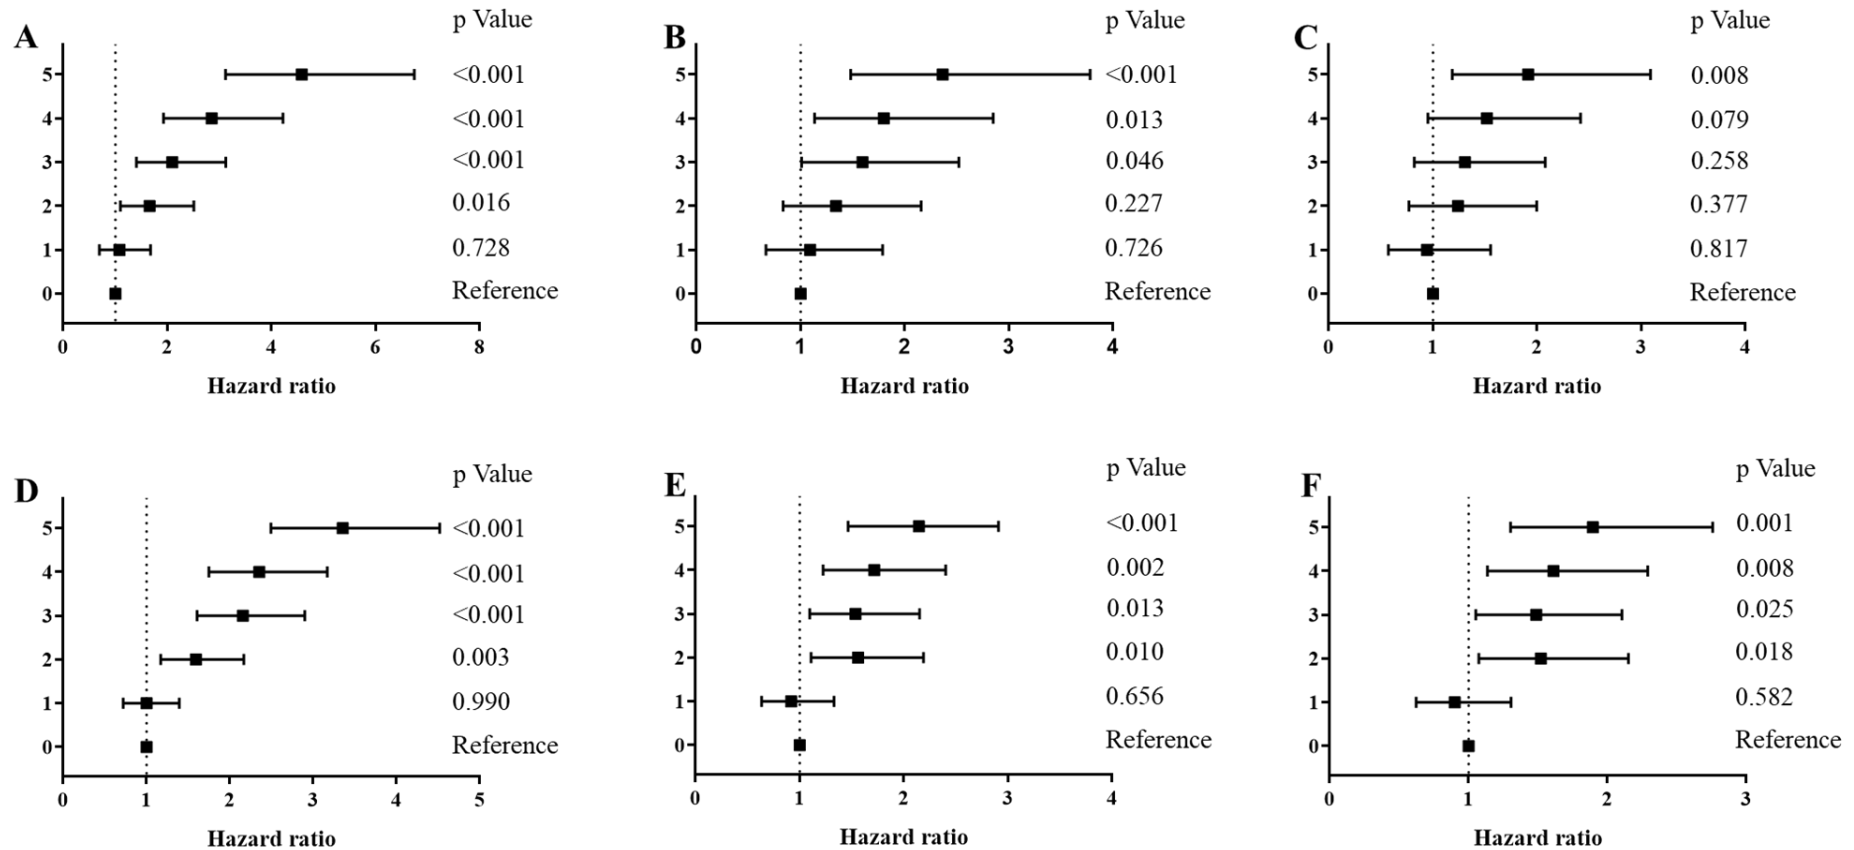 A
p Value
5 <0.001
4 <0.001
3 <0.001
2 0.016
1 0.728
0 Reference
0 2 4 6 8
Hazard ratio
B
p Value
5 <0.001
4 0.013
3 0.046
2 0.227
1 0.726
0 Reference
0 1 2 3 4
Hazard ratio
C
p Value
5 0.008
4 0.079
3 0.258
2 0.377
1 0.817
0 Reference
0 1 2 3 4
Hazard ratio
D
p Value
5 <0.001
4 <0.001
3 <0.001
2 0.003
1 0.990
0 Reference
0 1 2 3 4 5
Hazard ratio
E
p Value
5 <0.001
4 0.002
3 0.013
2 0.010
1 0.656
0 Reference
0 1 2 3 4
Hazard ratio
F
p Value
5 0.001
4 0.008
3 0.025
2 0.018
1 0.582
0 Reference
0 1 2 3
Hazard ratio